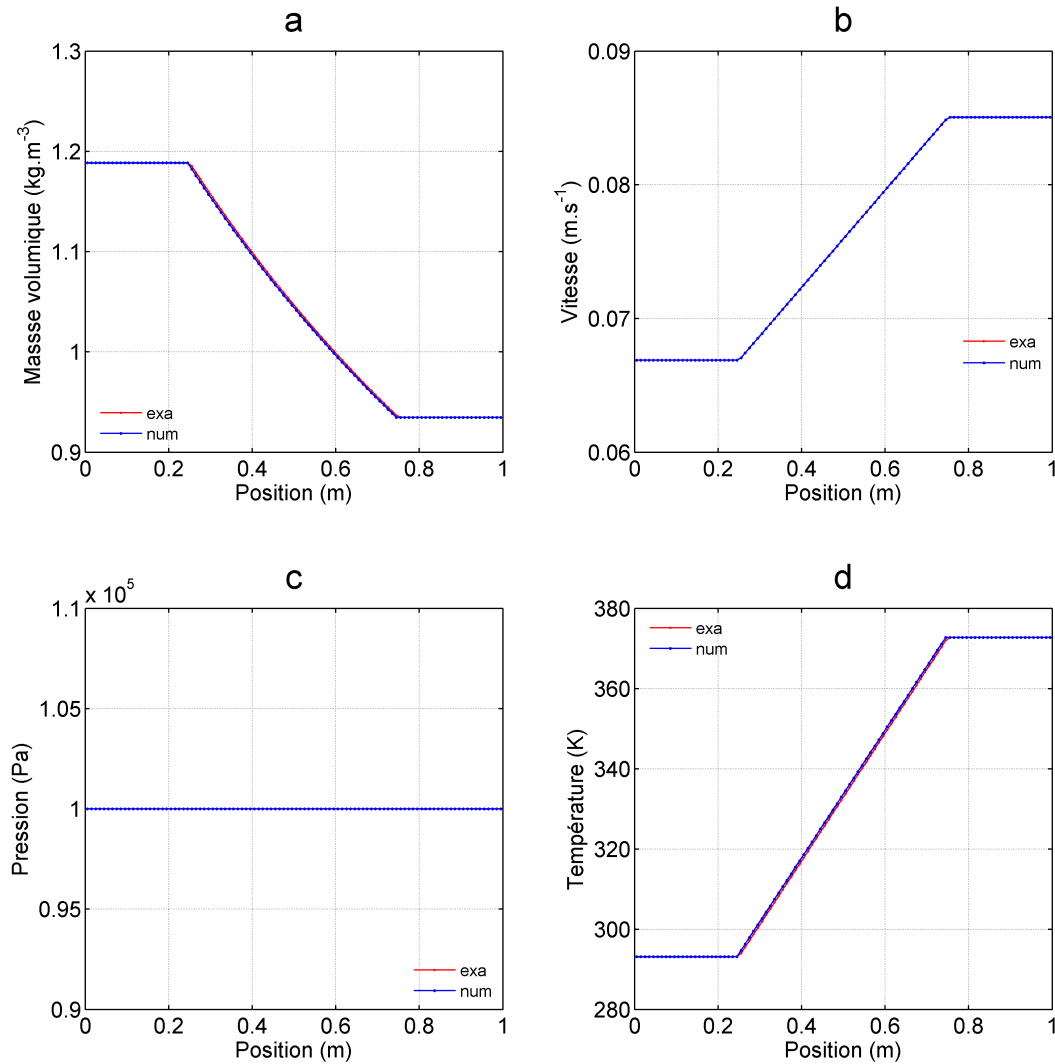 a
1.3
1.2
1.1
1
0.9
0 0.2 0.4 0.6 0.8 1
Position (m)
Massse volumique (kg.m-3)
exa
num
b
0.09
0.08
0.07
0.06
0 0.2 0.4 0.6 0.8 1
Position (m)
Vitesse (m.s-1)
exa
num
c
x 10^5
1.1
1.05
1
0.95
0.9
0 0.2 0.4 0.6 0.8 1
Position (m)
Pression (Pa)
exa
num
d
380
360
340
320
300
280
0 0.2 0.4 0.6 0.8 1
Position (m)
Température (K)
exa
num